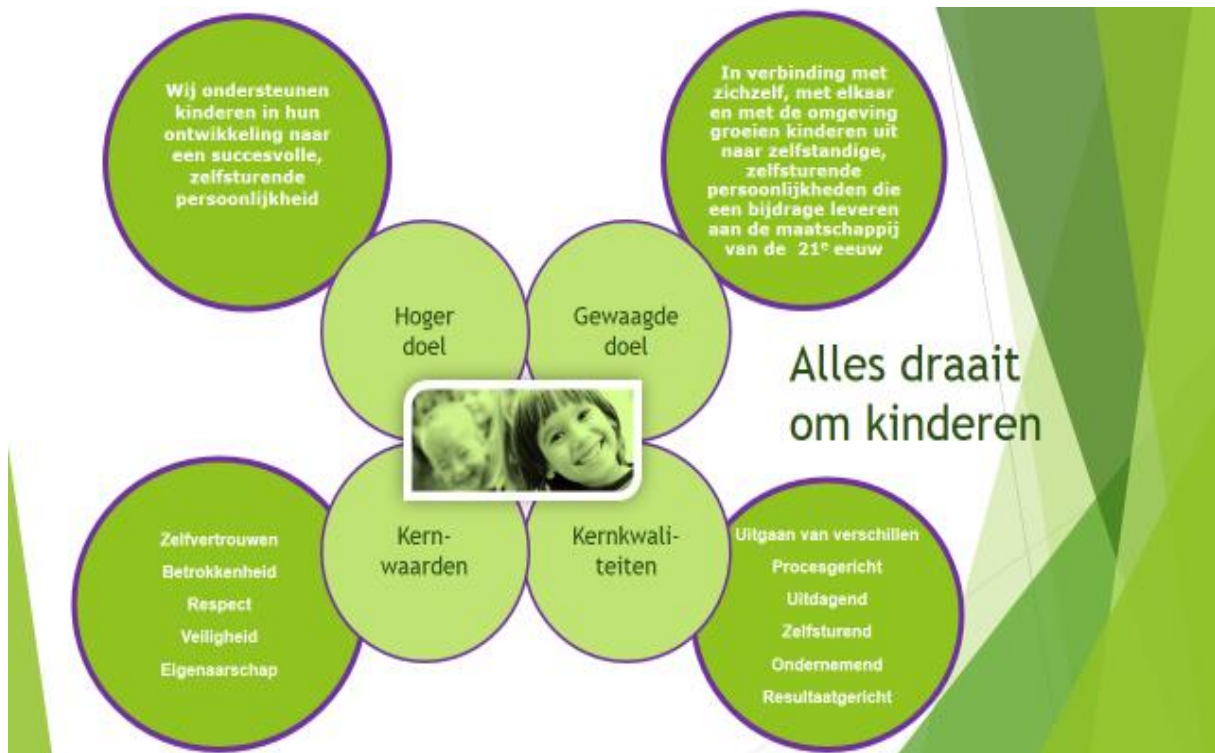 Wij ondersteunen
kinderen in hun
ontwikkeling naar
een succesvolle,
zelfsturende
persoonlijkheid
In verbinding met
zichzelf, met elkaar
en met de omgeving
groeien kinderen uit
naar zelfstandige,
zelfsturende
persoonlijkheden die
een bijdrage leveren
aan de maatschappij
van de 21e eeuw
Hoger
doel
Gewaagde
doel
Alles draait
om kinderen
Kern-
waarden
Kernkwali-
teiten
Zelfvertrouwen
Betrokkenheid
Respect
Veiligheid
Eigenaarschap
Uitgaan van verschillen
Procesgericht
Uitdagend
Zelfsturend
Ondernemend
Resultaatgericht